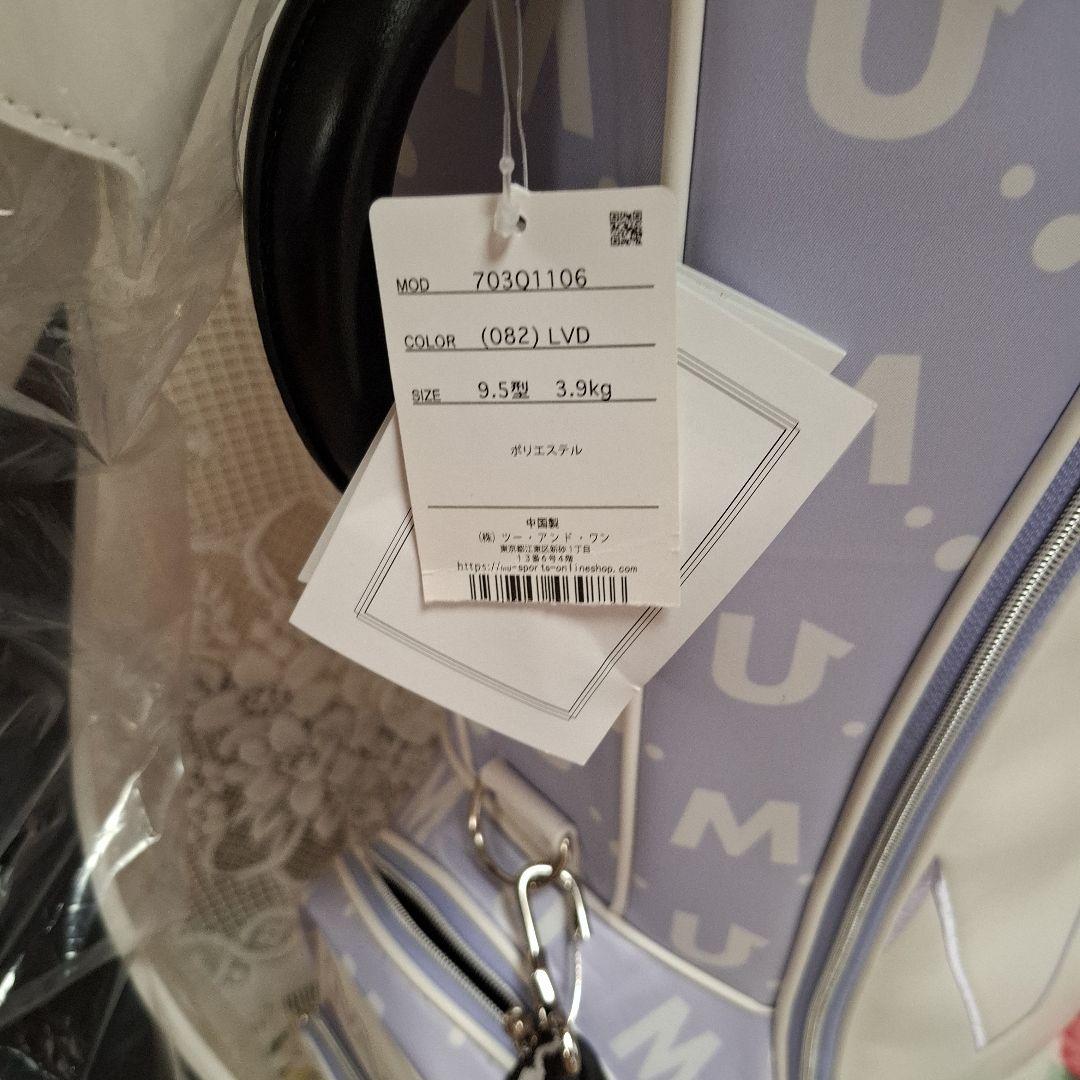 MOD 703Q1106
COLOR (082) LVD
SIZE 9.5型 3.9kg
ポリエステル
中国製
(株) ツー・アンド・ワン
東京都江東区新砂1丁目
13番6号4階
https://mu-sports-onlineshop.com
M
U
M
U
M
U
M